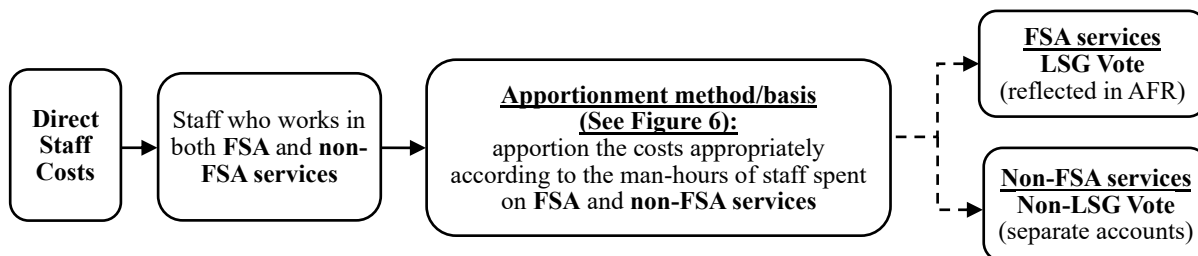 Direct
Staff
Costs
Staff who works in
both FSA and non-
FSA services
Apportionment method/basis
(See Figure 6):
apportion the costs appropriately
according to the man-hours of staff spent
on FSA and non-FSA services
FSA services
LSG Vote
(reflected in AFR)
Non-FSA services
Non-LSG Vote
(separate accounts)